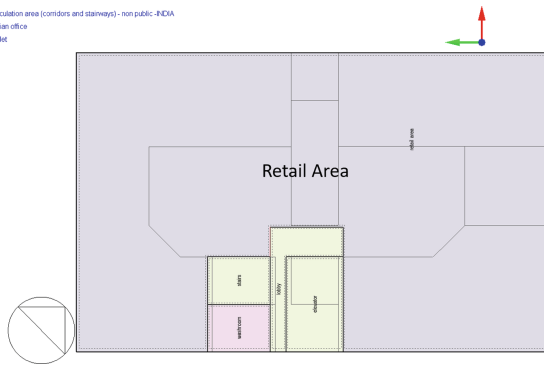 culation area (corridors and stairways) - non public -INDIA
ian office
let
retail area
Retail Area
stairs
lobby
elevator
washroom